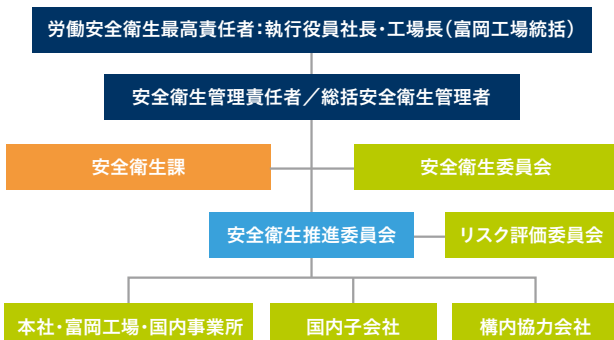 労働安全衛生最高責任者：執行役員社長・工場長（富岡工場統括）
安全衛生管理責任者／総括安全衛生管理者
安全衛生課
安全衛生委員会
安全衛生推進委員会
リスク評価委員会
本社・富岡工場・国内事業所
国内子会社
構内協力会社